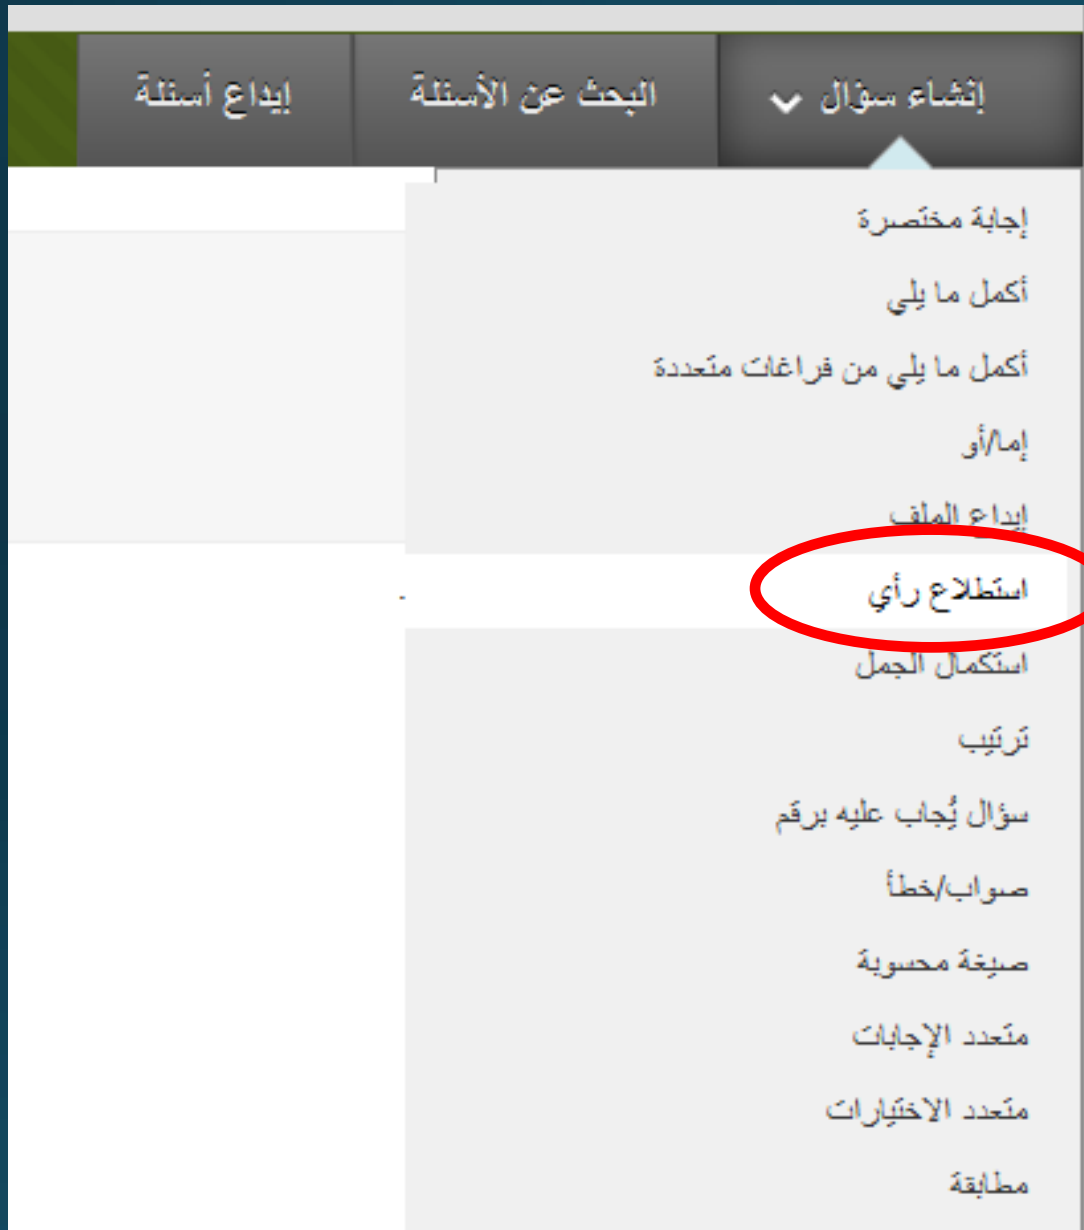 إنشاء سؤال البحث عن الأسئلة إيداع أسئلة
إجابة مختصرة
أكمل ما يلي
أكمل ما يلي من فراغات متعددة
إما/أو
إيداع الملف
استطلاع رأي
استكمال الجمل
ترتيب
سؤال يُجاب عليه برقم
صواب/خطأ
صيغة محسوبة
متعدد الإجابات
متعدد الاختيارات
مطابقة